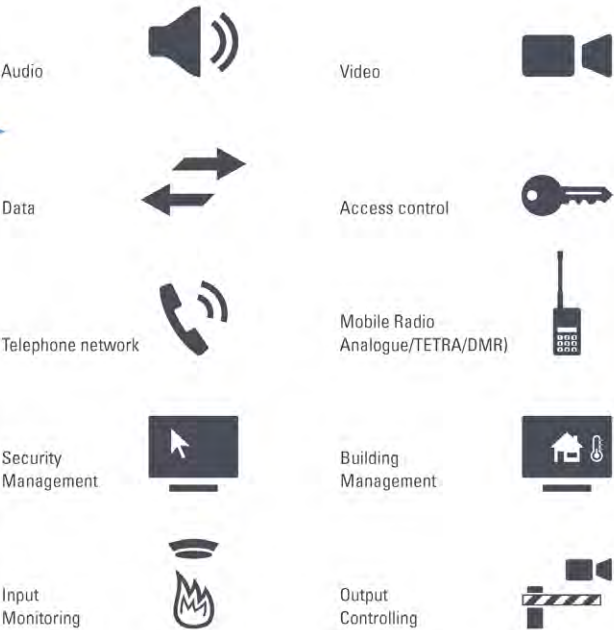 Audio
Video
Data
Access control
Telephone network
Mobile Radio
Analogue/TETRA/DMR)
Security
Management
Building
Management
Input
Monitoring
Output
Controlling